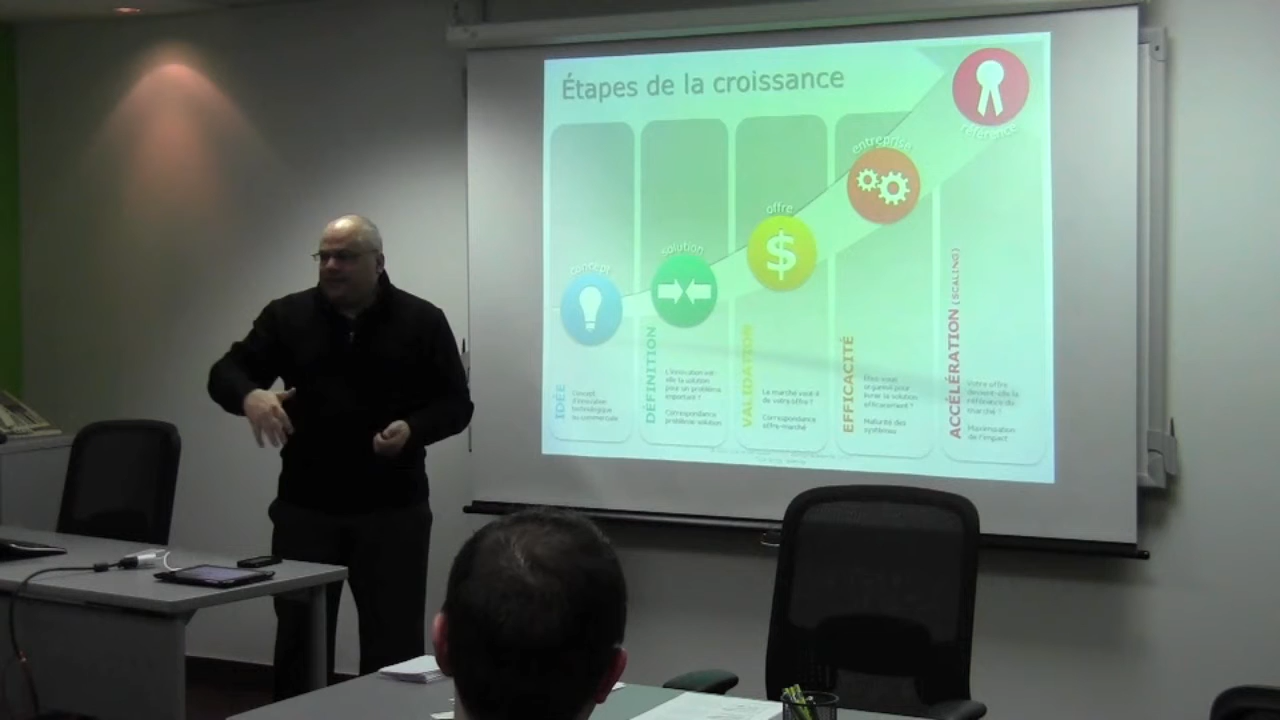 Étapes de la croissance
référence
entreprise
offre
solution
concept
IDÉE
Concept
d'innovation
technologique
ou commerciale
DÉFINITION
L'innovation est-
elle la solution
pour un problème
important ?
Correspondance
problème-solution
VALIDATION
Le marché veut-il
de votre offre ?
Correspondance
offre-marché
EFFICACITÉ
Êtes-vous
organisé pour
livrer la solution
efficacement ?
Maturité des
systèmes
ACCÉLÉRATION (SCALING)
Votre offre
devient-elle la
référence du
marché ?
Maximisation
de l'impact